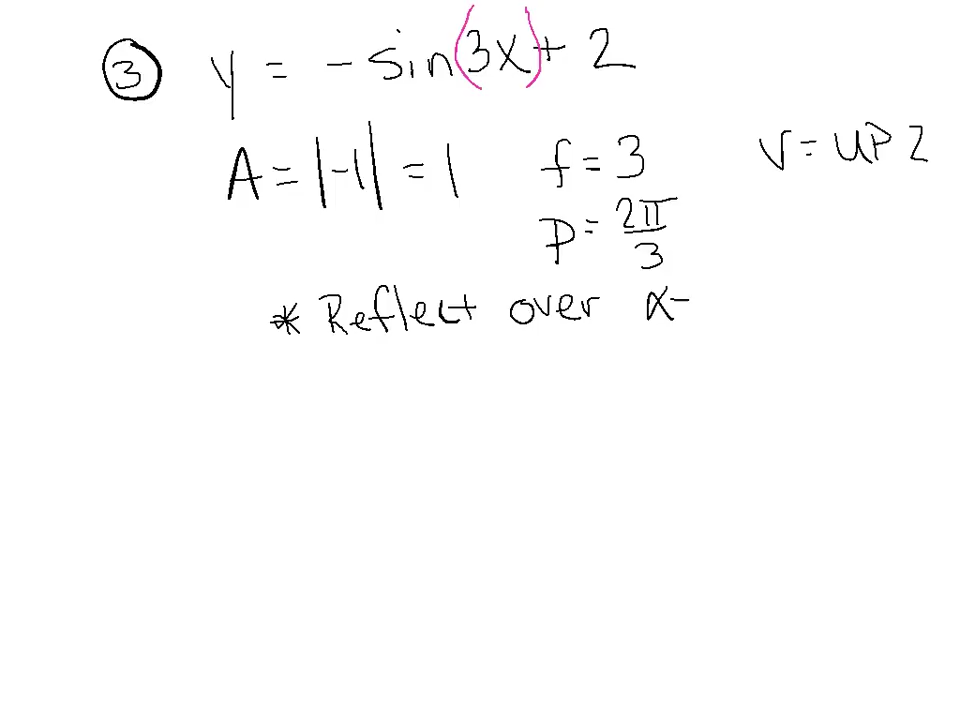 ③ y = - sin(3x) + 2
A = |-1| = 1 f = 3 V = UP 2
P = 2π/3
* Reflect over x-